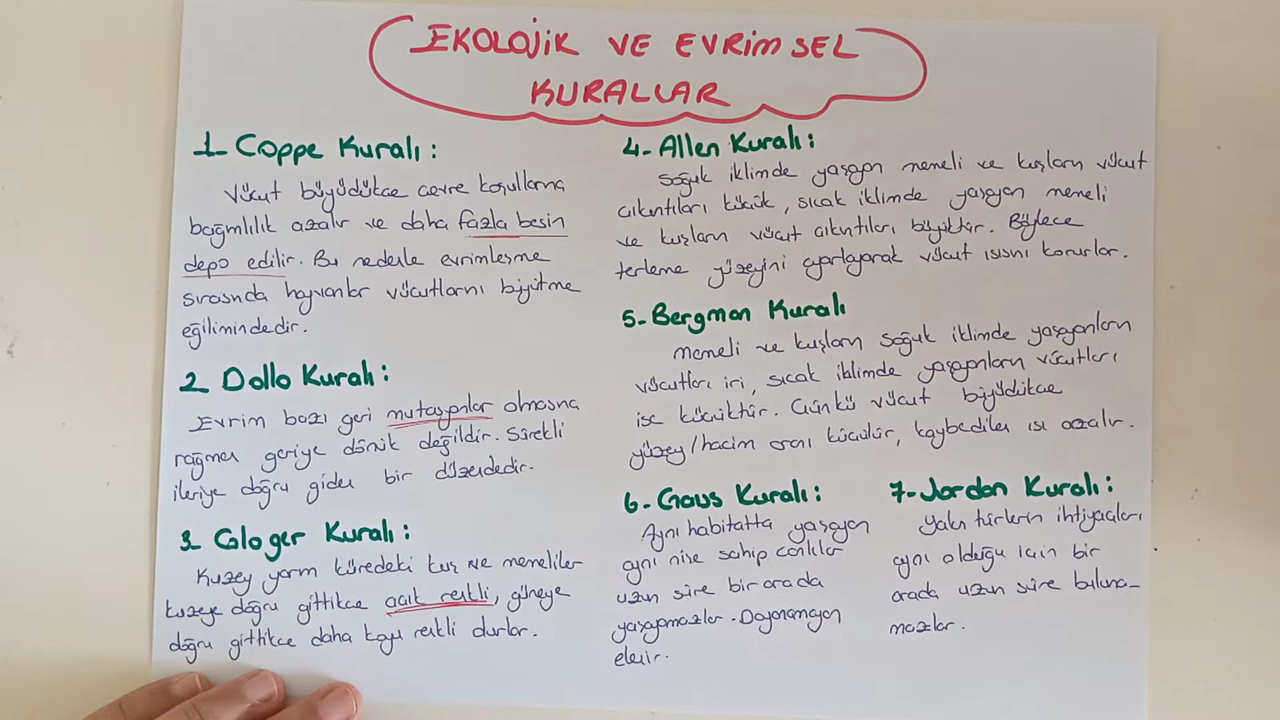 EKOLOJİK VE EVRİMSEL
KURALLAR
1- Coppe Kuralı:
Vücut büyüdükçe çevre koşullarına
bağımlılık azalır ve daha fazla besin
depo edilir. Bu nedenle evrimleşme
sırasında hayvanlar vücutlarını büyütme
eğilimindedir.
2- Dollo Kuralı:
Evrim bazı geri mutasyonlar olmasına
rağmen geriye dönük değildir. Sürekli
ileriye doğru giden bir düzendedir.
3- Gloger Kuralı:
Kuzey yarım küredeki kuş ve memeliler
kuzeye doğru gittikçe açık renkli, güneye
doğru gittikçe daha koyu renkli olurlar.
4- Allen Kuralı:
Soğuk iklimde yaşayan memeli ve kuşların vücut
çıkıntıları küçük, sıcak iklimde yaşayan memeli
ve kuşların vücut çıkıntıları büyüktür. Böylece
terleme yüzeyini ayarlayarak vücut ısısını korurlar.
5- Bergman Kuralı
Memeli ve kuşların soğuk iklimde yaşayanların
vücutları iri, sıcak iklimde yaşayanların vücutları
ise küçüktür. Çünkü vücut büyüdükçe
yüzey/hacim oranı küçülür, kaybedilen ısı azalır.
6- Gaus Kuralı:
Aynı habitatta yaşayan
aynı nişe sahip canlılar
uzun süre bir arada
yaşayamazlar. Dayanamayan
elenir.
7- Jordan Kuralı:
Yakın türlerin ihtiyaçları
aynı olduğu için bir
arada uzun süre buluna-
mazlar.